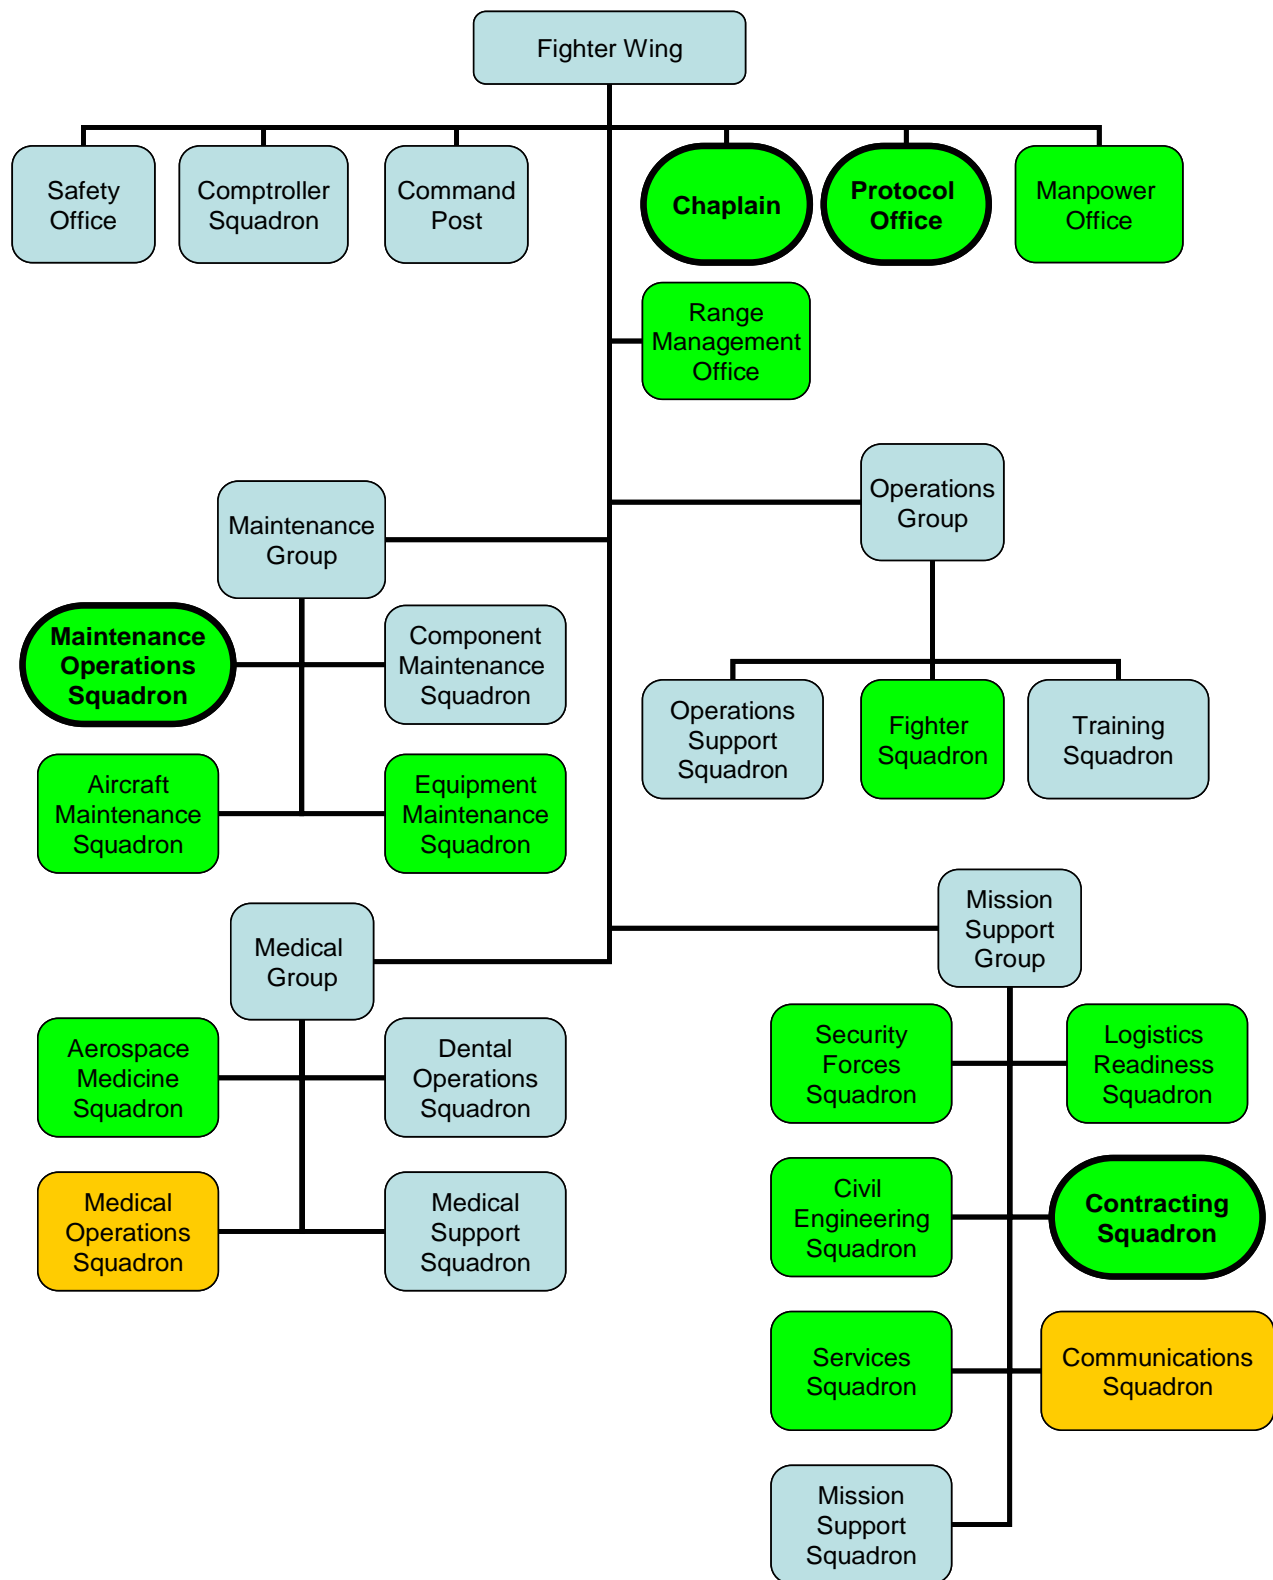 Fighter Wing
Safety
Office
Comptroller
Squadron
Command
Post
Chaplain
Protocol
Office
Manpower
Office
Range
Management
Office
Maintenance
Group
Operations
Group
Maintenance
Operations
Squadron
Component
Maintenance
Squadron
Aircraft
Maintenance
Squadron
Equipment
Maintenance
Squadron
Operations
Support
Squadron
Fighter
Squadron
Training
Squadron
Medical
Group
Mission
Support
Group
Aerospace
Medicine
Squadron
Dental
Operations
Squadron
Medical
Operations
Squadron
Medical
Support
Squadron
Security
Forces
Squadron
Logistics
Readiness
Squadron
Civil
Engineering
Squadron
Contracting
Squadron
Services
Squadron
Communications
Squadron
Mission
Support
Squadron